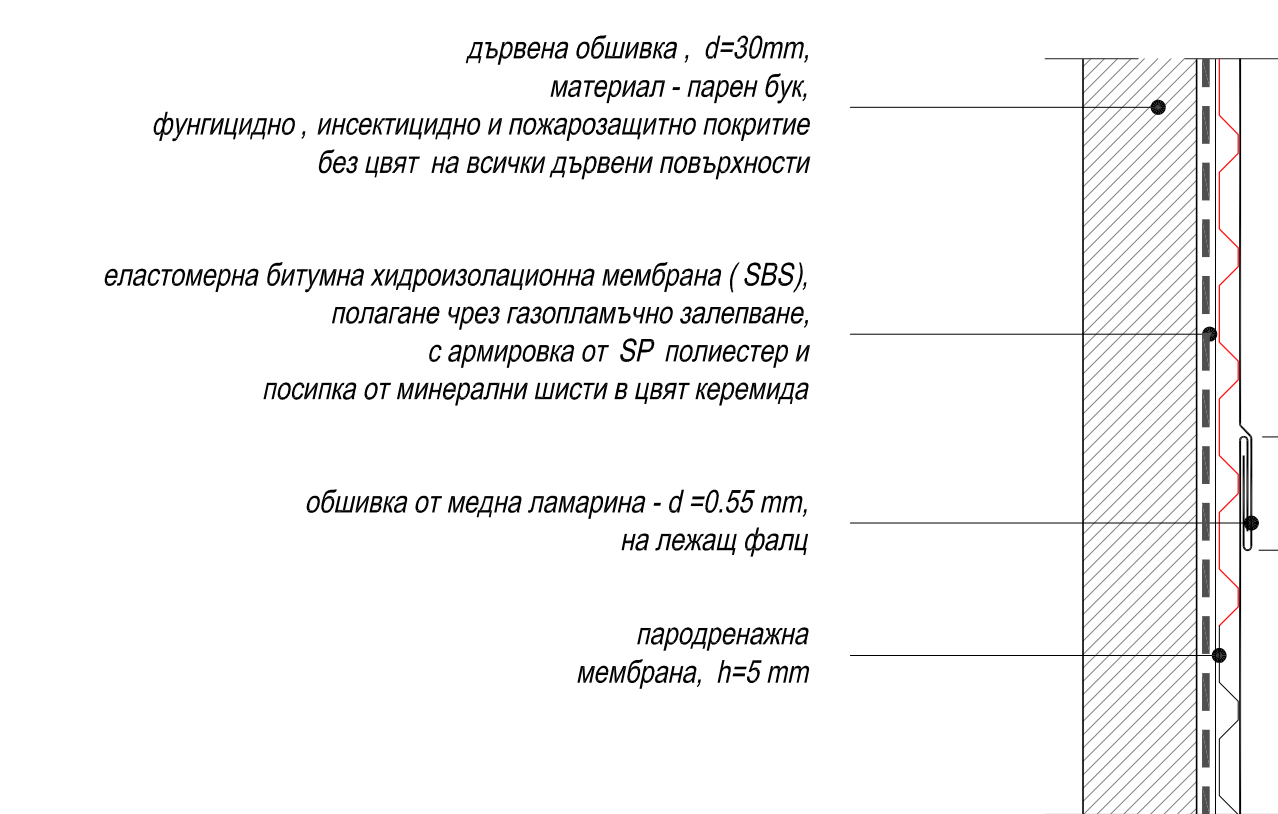 дървена обшивка , d=30mm,
материал - парен бук,
фунгицидно , инсектицидно и пожарозащитно покритие
без цвят на всички дървени повърхности
еластомерна битумна хидроизолационна мембрана ( SBS),
полагане чрез газопламъчно залепване,
с армировка от SP полиестер и
посипка от минерални шисти в цвят керемида
обшивка от медна ламарина - d =0.55 mm,
на лежащ фалц
пародренажна
мембрана, h=5 mm